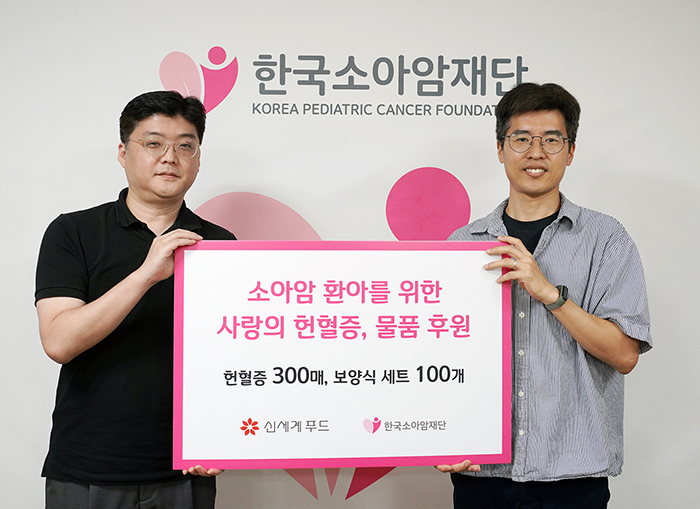 한국소아암재단
KOREA PEDIATRIC CANCER FOUNDAT
소아암 환아를 위한
사랑의 헌혈증, 물품 후원
헌혈증 300매, 보양식 세트 100개
신세계푸드
한국소아암재단